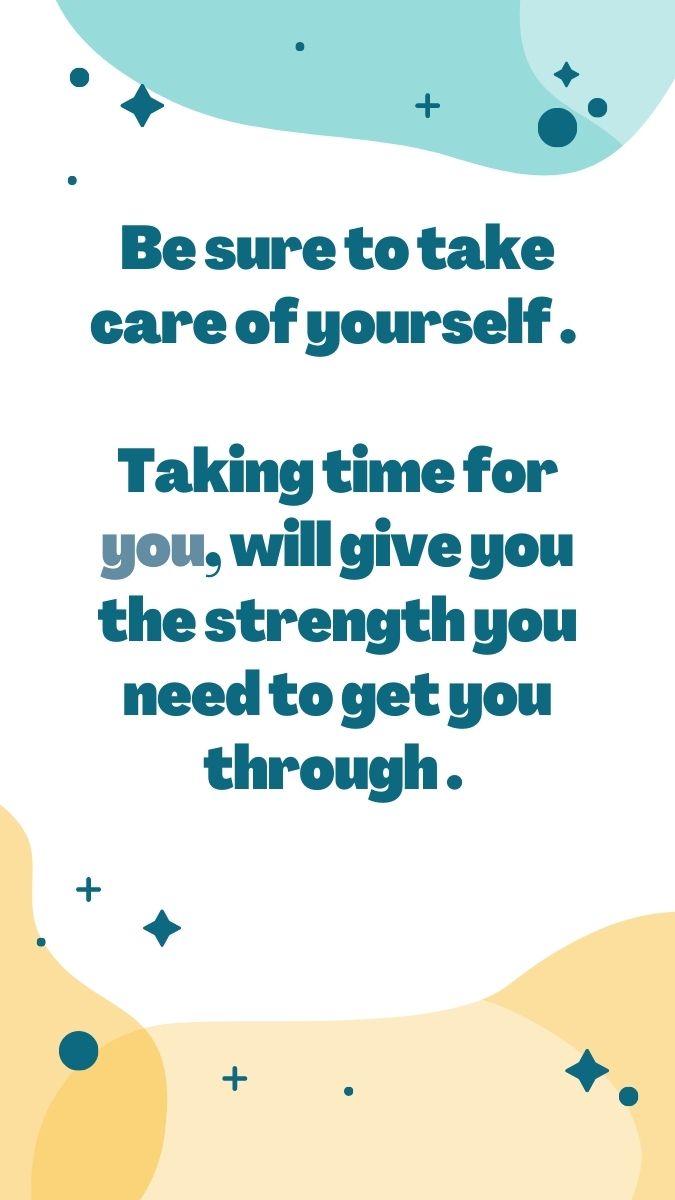 Be sure to take
care of yourself .
Taking time for
you, will give you
the strength you
need to get you
through .